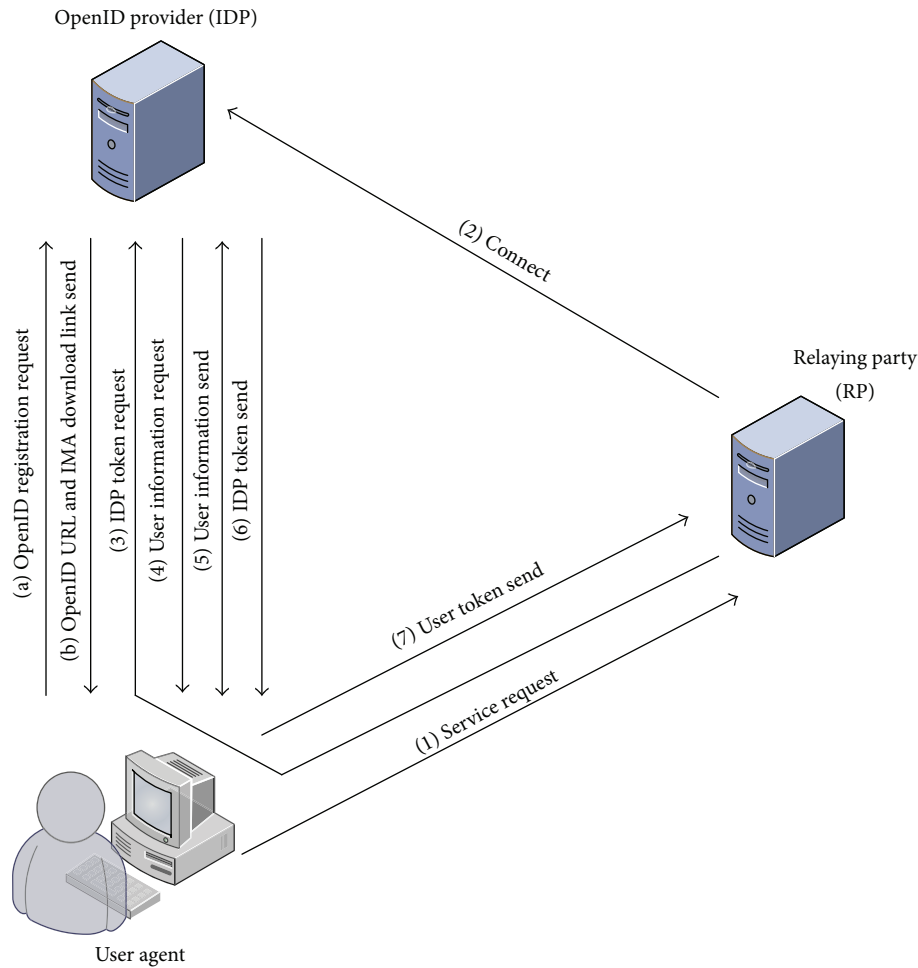 OpenID provider (IDP)
(2) Connect
Relaying party
(RP)
(a) OpenID registration request
(b) OpenID URL and IMA download link send
(3) IDP token request
(4) User information request
(5) User information send
(6) IDP token send
(7) User token send
(1) Service request
User agent